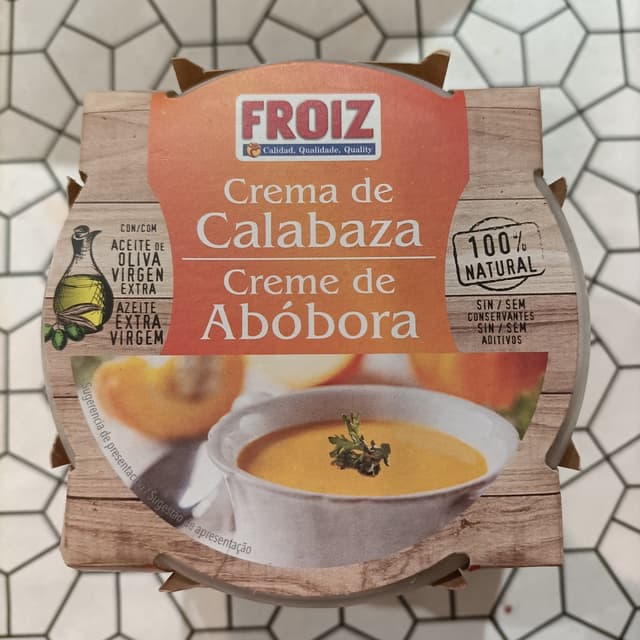 FROIZ
Calidad, Qualidade, Quality
Crema de
Calabaza
Creme de
Abóbora
CON/COM
ACEITE DE
OLIVA
VIRGEN
EXTRA
AZEITE
EXTRA
VIRGEM
100%
NATURAL
SIN / SEM
CONSERVANTES
SIN / SEM
ADITIVOS
Sugerencia de presentación / Sugestão de apresentação